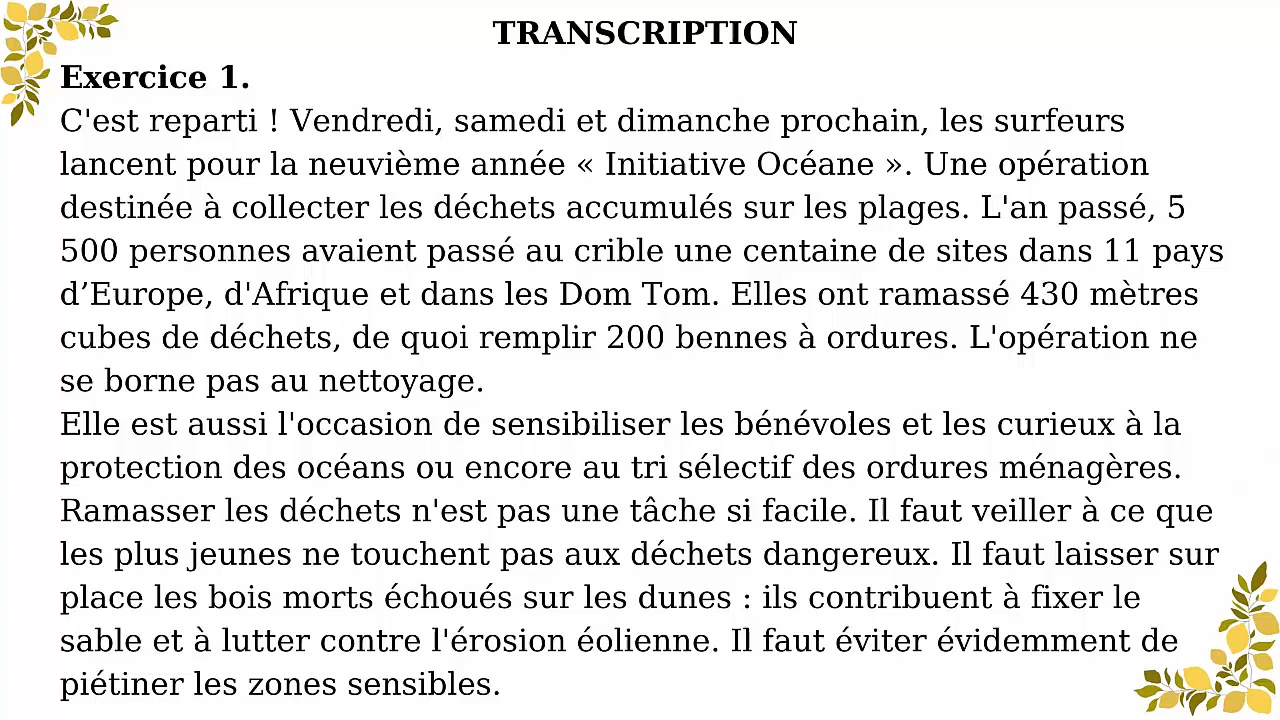 TRANSCRIPTION
Exercice 1.
C'est reparti ! Vendredi, samedi et dimanche prochain, les surfeurs
lancent pour la neuvième année « Initiative Océane ». Une opération
destinée à collecter les déchets accumulés sur les plages. L'an passé, 5
500 personnes avaient passé au crible une centaine de sites dans 11 pays
d’Europe, d'Afrique et dans les Dom Tom. Elles ont ramassé 430 mètres
cubes de déchets, de quoi remplir 200 bennes à ordures. L'opération ne
se borne pas au nettoyage.
Elle est aussi l'occasion de sensibiliser les bénévoles et les curieux à la
protection des océans ou encore au tri sélectif des ordures ménagères.
Ramasser les déchets n'est pas une tâche si facile. Il faut veiller à ce que
les plus jeunes ne touchent pas aux déchets dangereux. Il faut laisser sur
place les bois morts échoués sur les dunes : ils contribuent à fixer le
sable et à lutter contre l'érosion éolienne. Il faut éviter évidemment de
piétiner les zones sensibles.